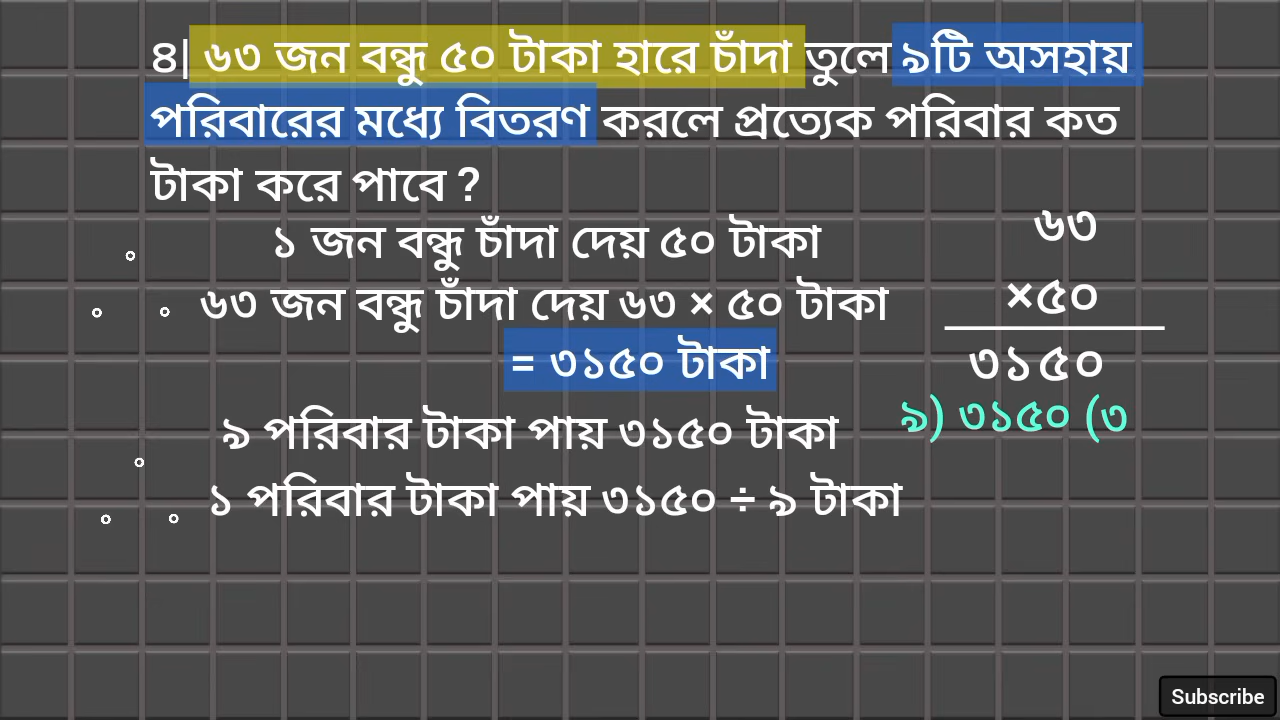 ৪| ৬৩ জন বন্ধু ৫০ টাকা হারে চাঁদা তুলে ৯টি অসহায়
পরিবারের মধ্যে বিতরণ করলে প্রত্যেক পরিবার কত
টাকা করে পাবে ?
১ জন বন্ধু চাঁদা দেয় ৫০ টাকা
৬৩ জন বন্ধু চাঁদা দেয় ৬৩ × ৫০ টাকা
= ৩১৫০ টাকা
৯ পরিবার টাকা পায় ৩১৫০ টাকা
১ পরিবার টাকা পায় ৩১৫০ ÷ ৯ টাকা
৬৩
×৫০
৩১৫০
৯) ৩১৫০ (৩
Subscribe